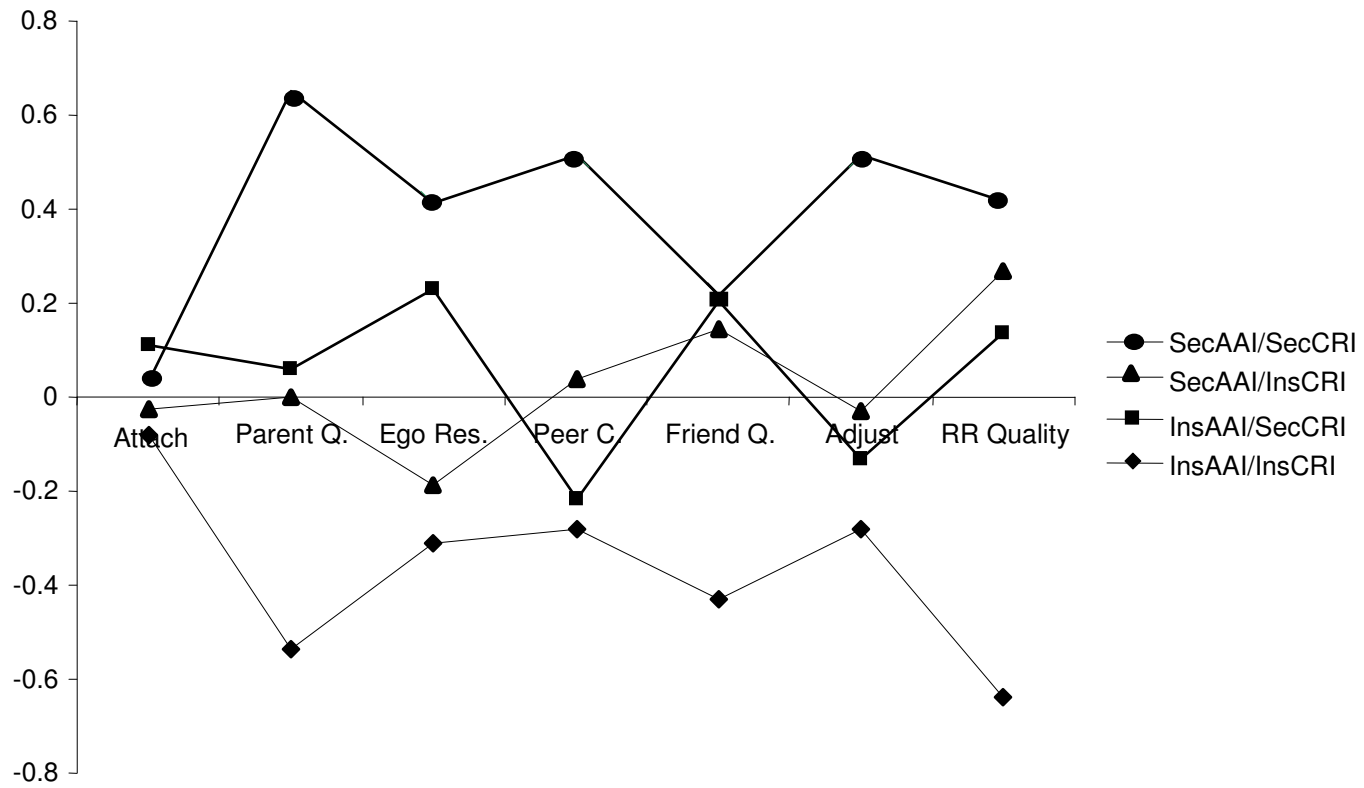 0.8
0.6
0.4
0.2
0
-0.2
-0.4
-0.6
-0.8
Attach Parent Q. Ego Res. Peer C. Friend Q. Adjust RR Quality
SecAAI/SecCRI
SecAAI/InsCRI
InsAAI/SecCRI
InsAAI/InsCRI